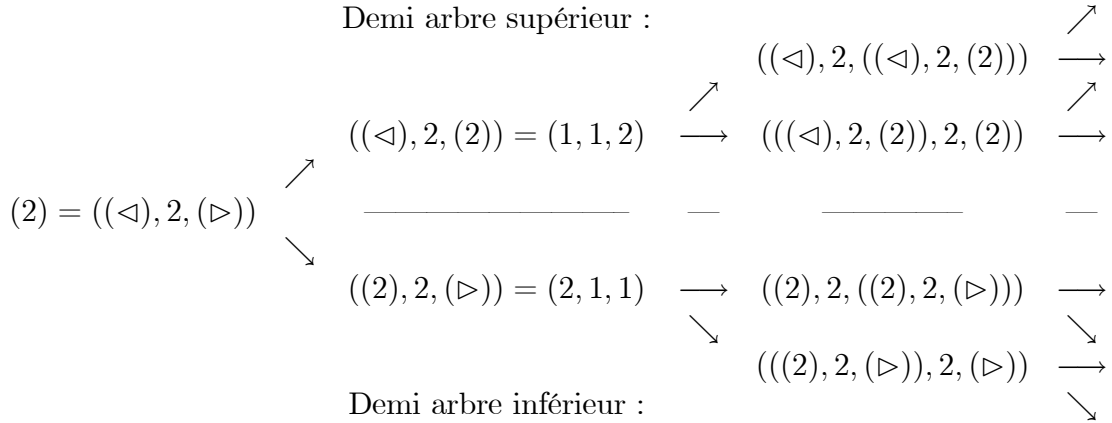 Demi arbre supérieur :
((◁), 2, ((◁), 2, (2)))
((◁), 2, (2)) = (1, 1, 2) ⟶ (((◁), 2, (2)), 2, (2)) ⟶
(2) = ((◁), 2, (▷))
((2), 2, (▷)) = (2, 1, 1) ⟶ ((2), 2, ((2), 2, (▷))) ⟶
(((2), 2, (▷)), 2, (▷)) ⟶
Demi arbre inférieur :